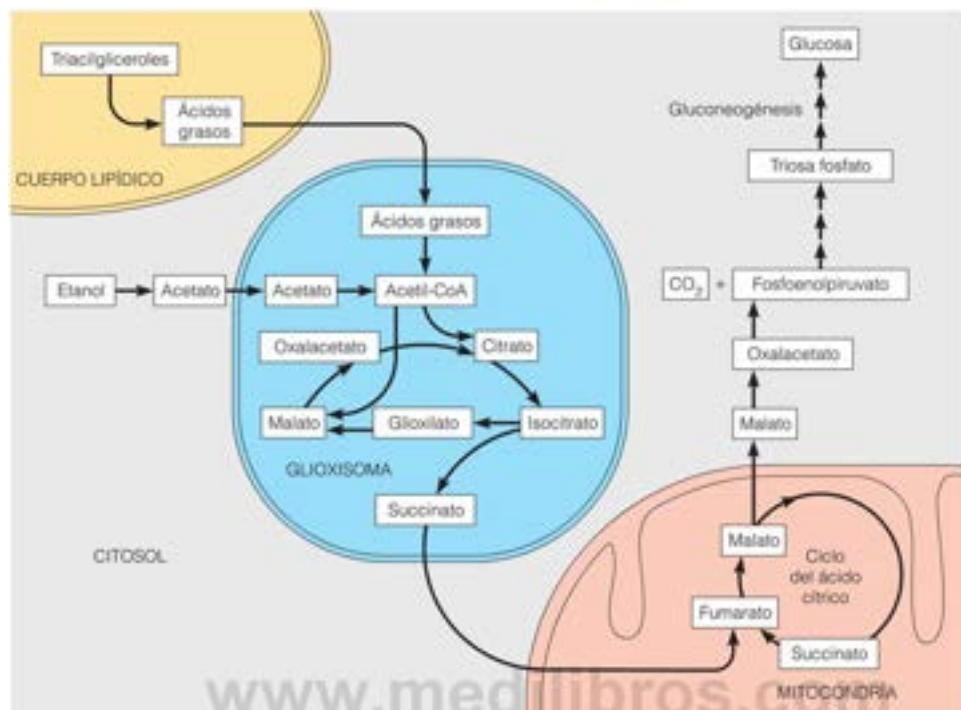 Triacilgliceroles
Ácidos
grasos
CUERPO LIPÍDICO
Glucosa
Gluconeogénesis
Triosa fosfato
Ácidos grasos
Etanol
Acetato
Acetato
Acetil-CoA
CO2 +
Fosfoenolpiruvato
Oxalacetato
Citrato
Oxalacetato
Malato
Glioxilato
Isocitrato
Malato
GLIOXISOMA
Succinato
CITOSOL
Malato
Ciclo
del ácido
cítrico
Fumarato
Succinato
MITOCONDRÍA
www.medilibros.com